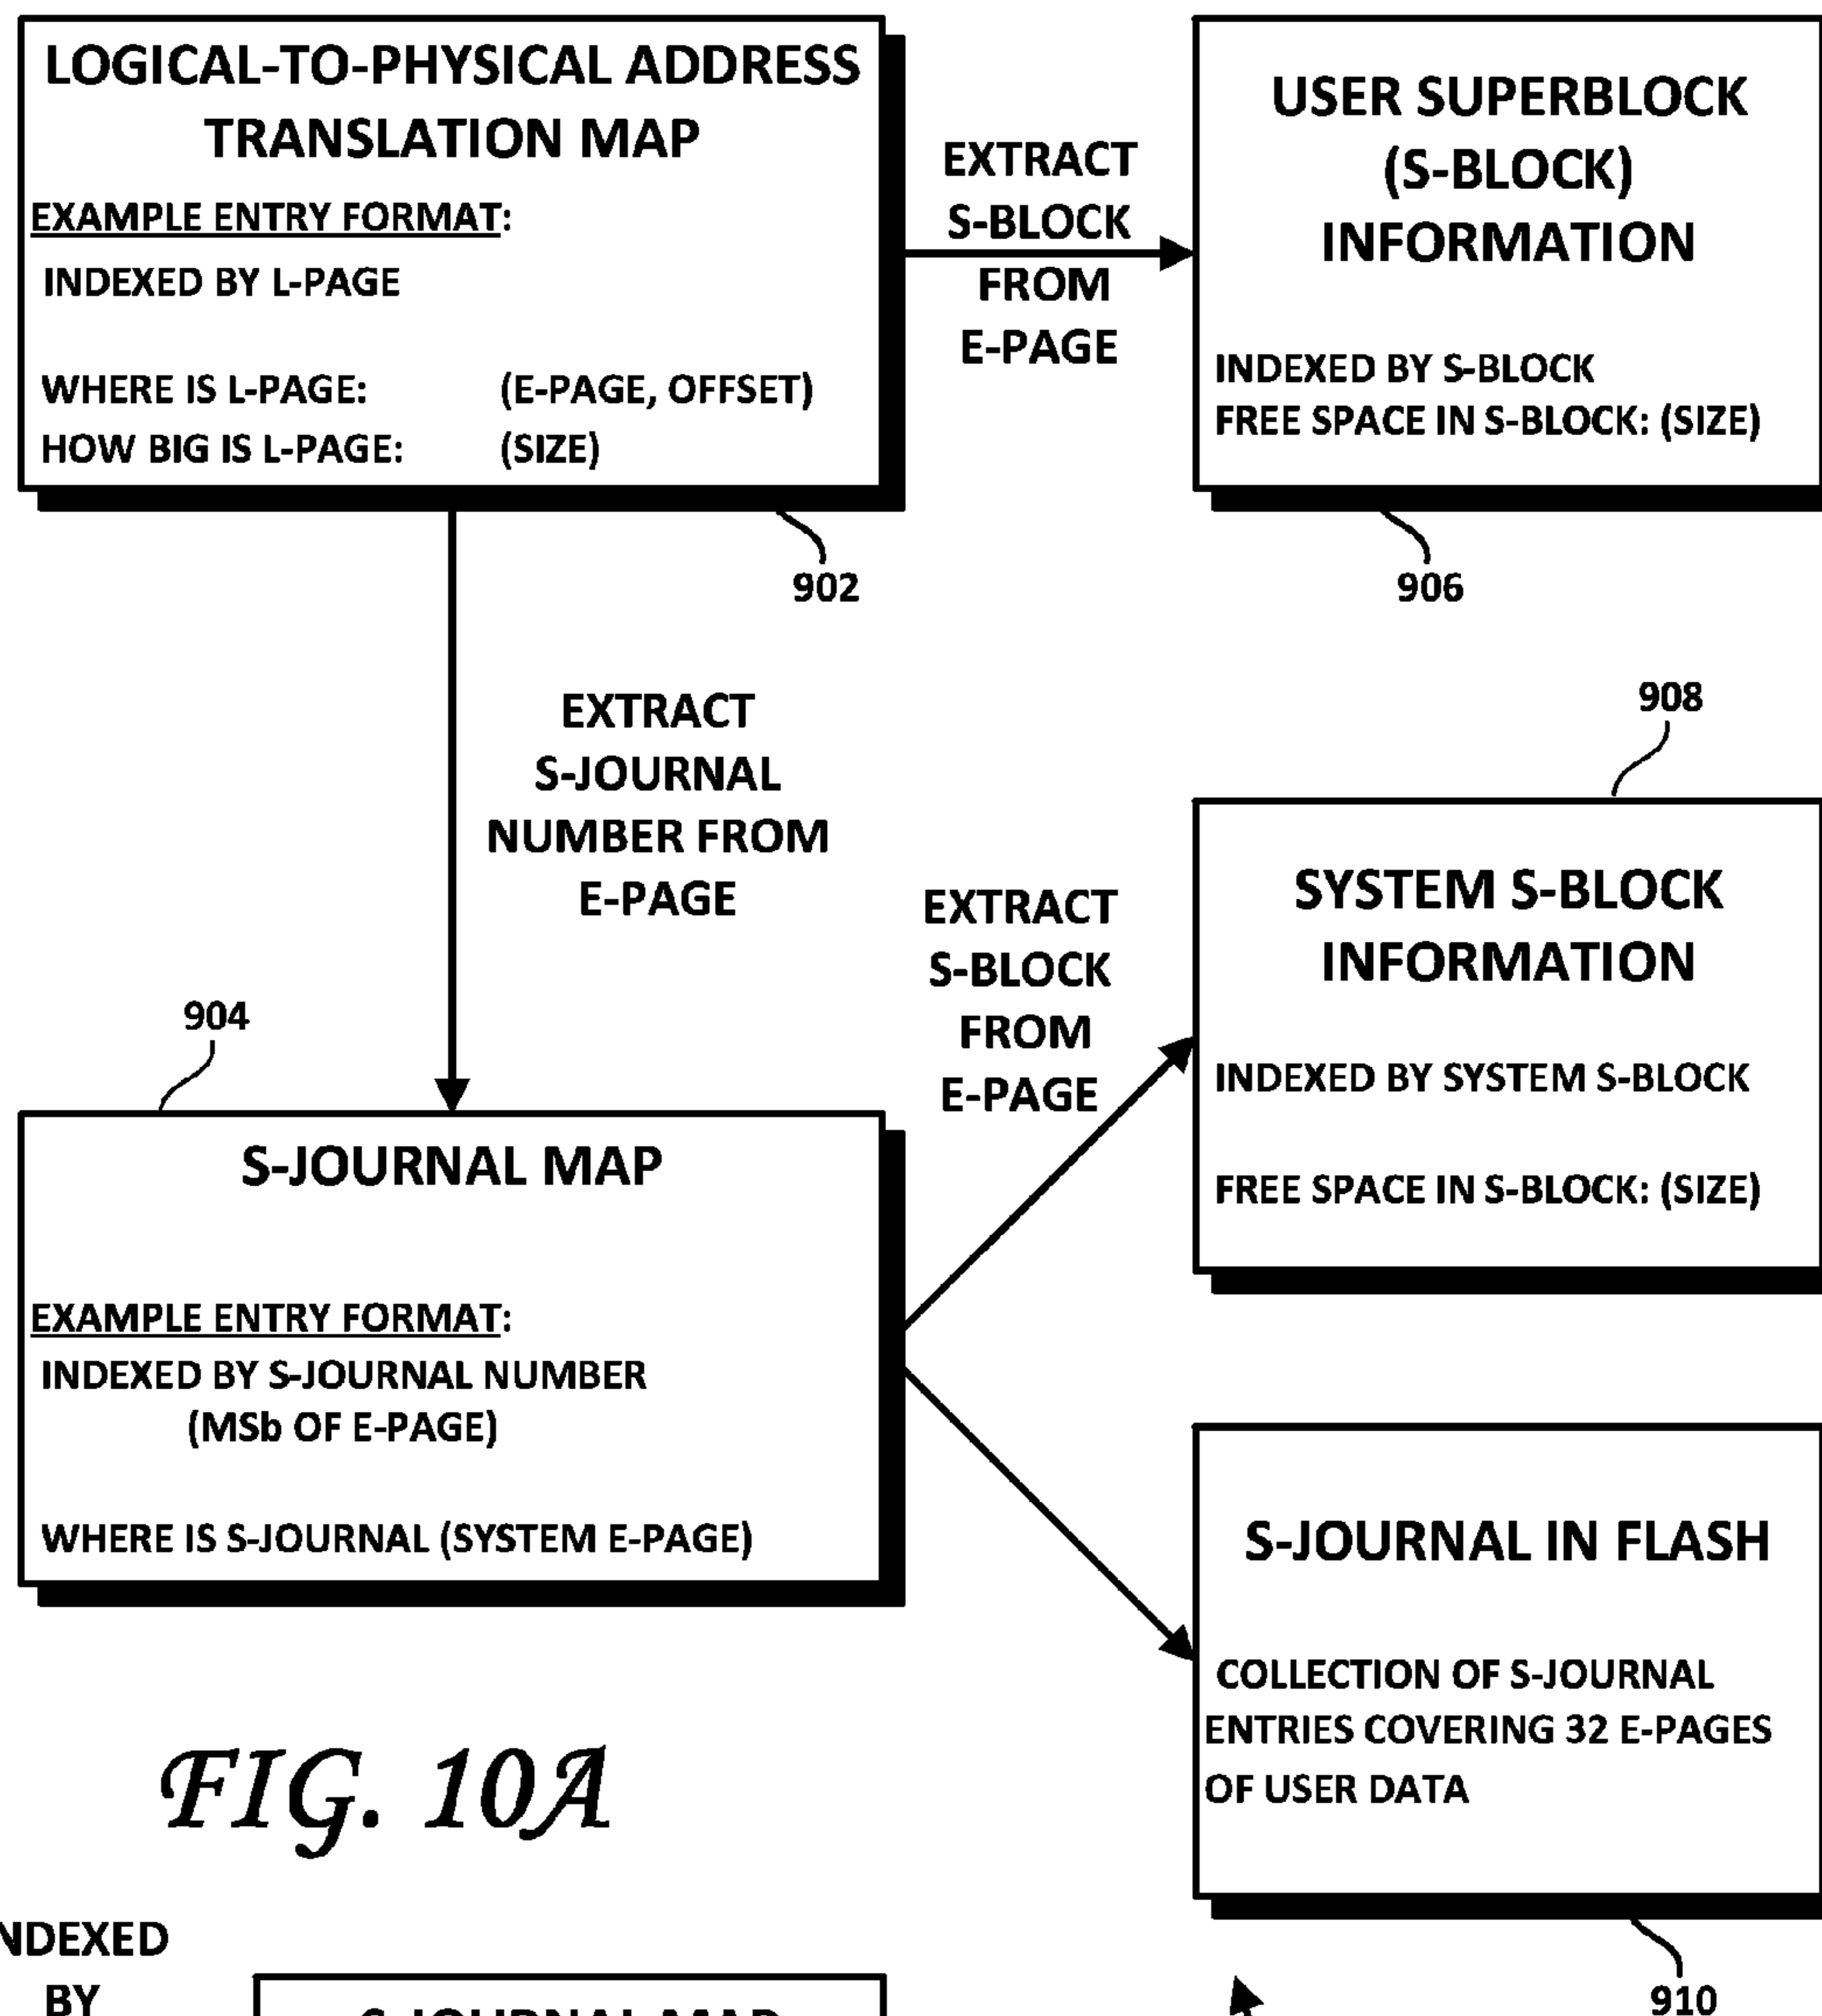 LOGICAL-TO-PHYSICAL ADDRESS
TRANSLATION MAP
EXAMPLE ENTRY FORMAT:
INDEXED BY L-PAGE
WHERE IS L-PAGE: (E-PAGE, OFFSET)
HOW BIG IS L-PAGE: (SIZE)
902
EXTRACT
S-BLOCK
FROM
E-PAGE
USER SUPERBLOCK
(S-BLOCK)
INFORMATION
INDEXED BY S-BLOCK
FREE SPACE IN S-BLOCK: (SIZE)
906
EXTRACT
S-JOURNAL
NUMBER FROM
E-PAGE
904
S-JOURNAL MAP
EXAMPLE ENTRY FORMAT:
INDEXED BY S-JOURNAL NUMBER
(MSb OF E-PAGE)
WHERE IS S-JOURNAL (SYSTEM E-PAGE)
EXTRACT
S-BLOCK
FROM
E-PAGE
908
SYSTEM S-BLOCK
INFORMATION
INDEXED BY SYSTEM S-BLOCK
FREE SPACE IN S-BLOCK: (SIZE)
S-JOURNAL IN FLASH
COLLECTION OF S-JOURNAL
ENTRIES COVERING 32 E-PAGES
OF USER DATA
910
FIG. 10A
NDEXED
BY
S-JOURNAL MAP